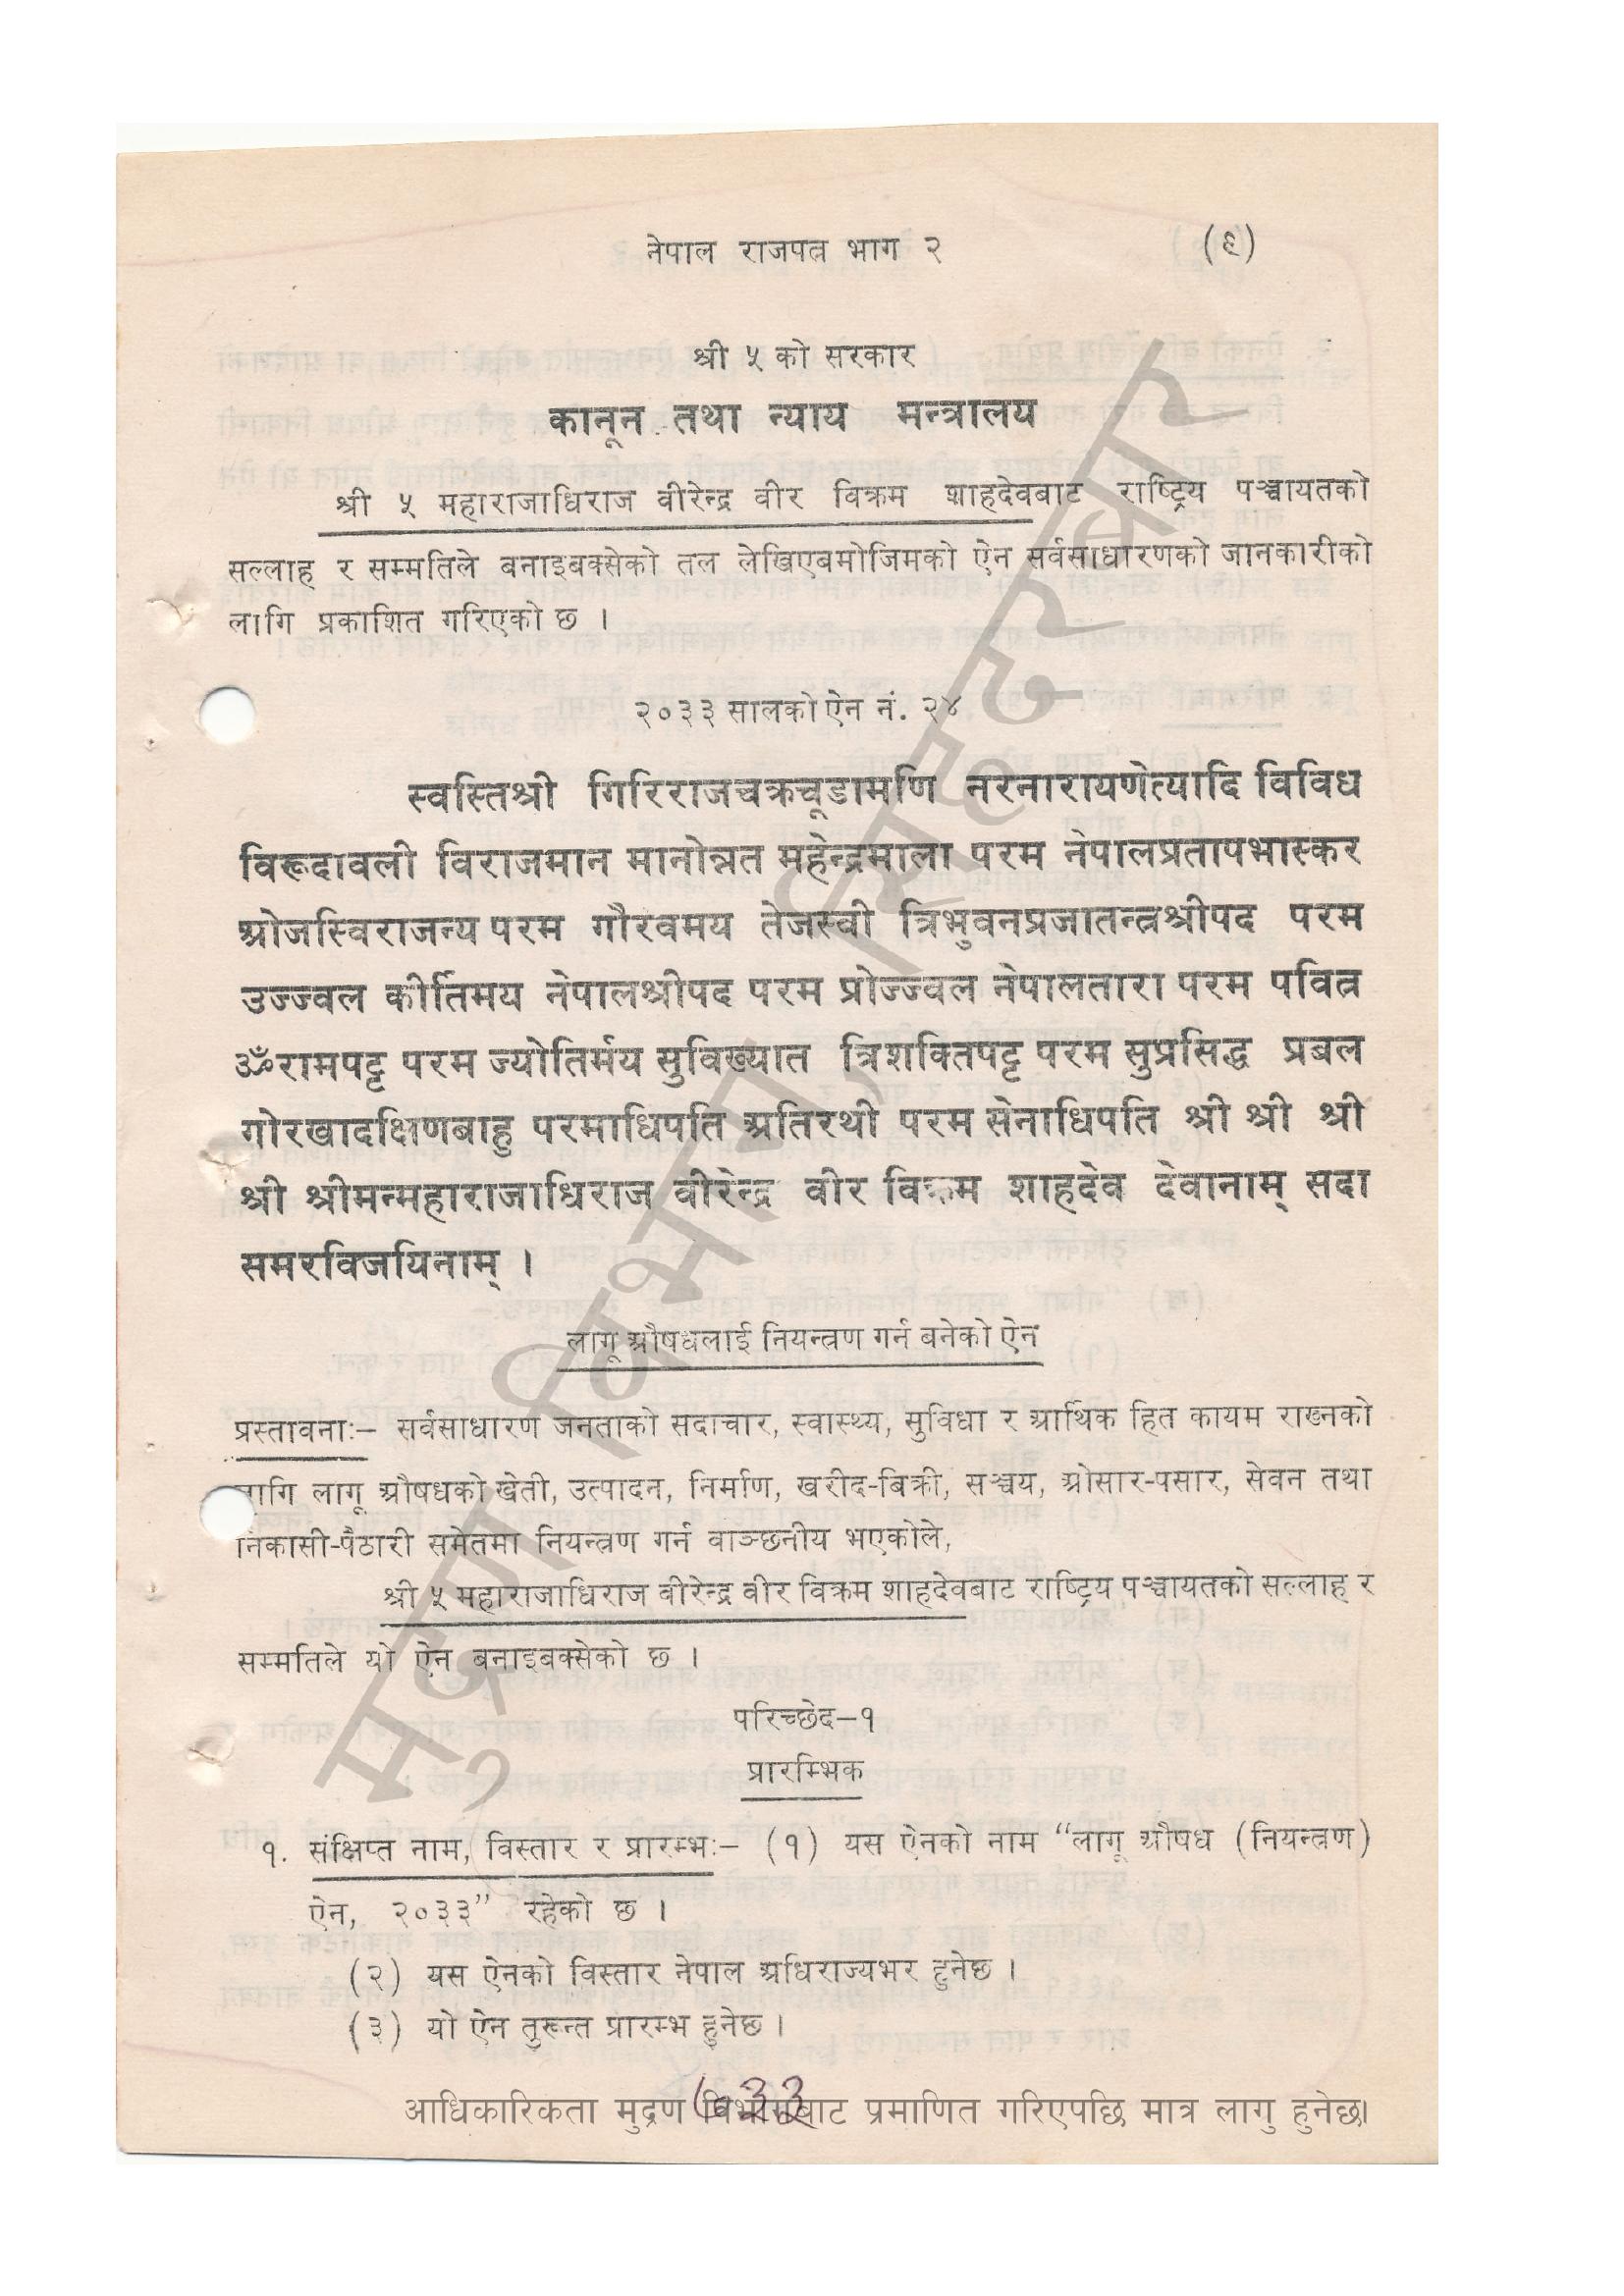 नेपाल राजपत्र भाग २ (९)
श्री ५ को सरकार
कानून तथा न्याय मन्त्रालय
श्री ५ महाराजाधिराज वीरेन्द्र वीर विक्रम शाहदेवबाट राष्ट्रिय पञ्चायतको
सल्लाह र सम्मतिले बनाइबक्सेको तल लेखिएबमोजिमको ऐन सर्वसाधारणको जानकारीको
लागि प्रकाशित गरिएको छ ।
२०३३ सालको ऐन नं. २४
स्वस्तिश्री गिरिराजचक्रचूडामणि नरनारायणेत्यादि विविध
विरूदावली विराजमान मानोन्नत महेन्द्रमाला परम नेपालप्रतापभास्कर
ओजस्विराजन्य परम गौरवमय तेजस्वी त्रिभुवनप्रजातन्त्रश्रीपद परम
उज्ज्वल कीर्तिमय नेपालश्रीपद परम प्रोज्ज्वल नेपालतारा परम पवित्र
ॐरामपट्ट परम ज्योतिर्मय सुविख्यात त्रिशक्तिपट्ट परम सुप्रसिद्ध प्रबल
गोरखादक्षिणबाहु परमाधिपति अतिरथी परम सेनाधिपति श्री श्री श्री
श्री श्रीमन्महाराजाधिराज वीरेन्द्र वीर विक्रम शाहदेव देवानाम् सदा
समरविजयिनाम् ।
लागू औषधलाई नियन्त्रण गर्न बनेको ऐन
प्रस्तावनाः– सर्वसाधारण जनताको सदाचार, स्वास्थ्य, सुविधा र आर्थिक हित कायम राख्नको
लागि लागू औषधको खेती, उत्पादन, निर्माण, खरीद-बिक्री, सञ्चय, ओसार-पसार, सेवन तथा
निकासी-पैठारी समेतमा नियन्त्रण गर्न वाञ्छनीय भएकोले,
श्री ५ महाराजाधिराज वीरेन्द्र वीर विक्रम शाहदेवबाट राष्ट्रिय पञ्चायतको सल्लाह र
सम्मतिले यो ऐन बनाइबक्सेको छ ।
परिच्छेद–१
प्रारम्भिक
१. संक्षिप्त नाम, विस्तार र प्रारम्भः– (१) यस ऐनको नाम “लागू औषध (नियन्त्रण)
ऐन, २०३३” रहेको छ ।
(२) यस ऐनको विस्तार नेपाल अधिराज्यभर हुनेछ ।
(३) यो ऐन तुरून्त प्रारम्भ हुनेछ ।
आधिकारिकता मुद्रण विभागबाट प्रमाणित गरिएपछि मात्र लागु हुनेछ।
मुद्रण विभाग, सिंहदरबार